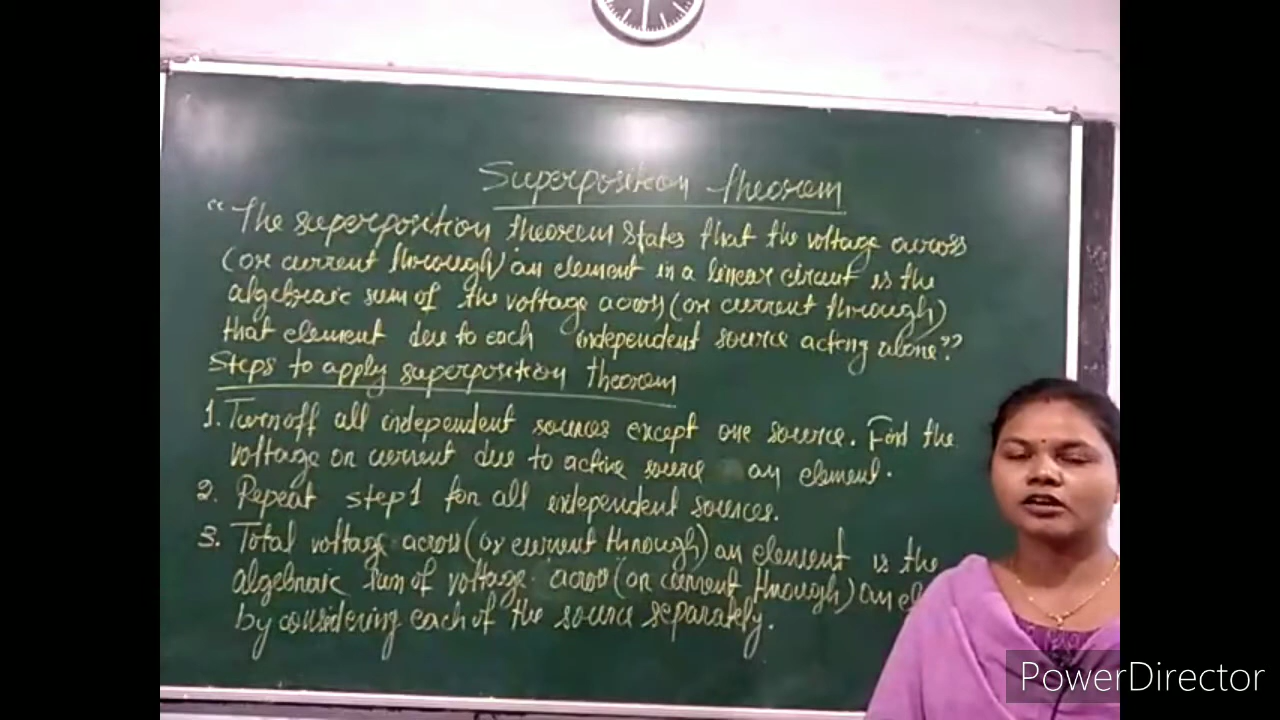 Superposition theorem
"The superposition theorem states that the voltage across
(or current through) an element in a linear circuit is the
algebraic sum of the voltage across (or current through)
that element due to each independent source acting alone"
Steps to apply superposition theorem
1. Turn off all independent sources except one source. Find the
voltage or current due to active source an element.
2. Repeat step 1 for all independent sources.
3. Total voltage across (or current through) an element is the
algebraic sum of voltage across (or current through) an el
by considering each of the source separately.
PowerDirector